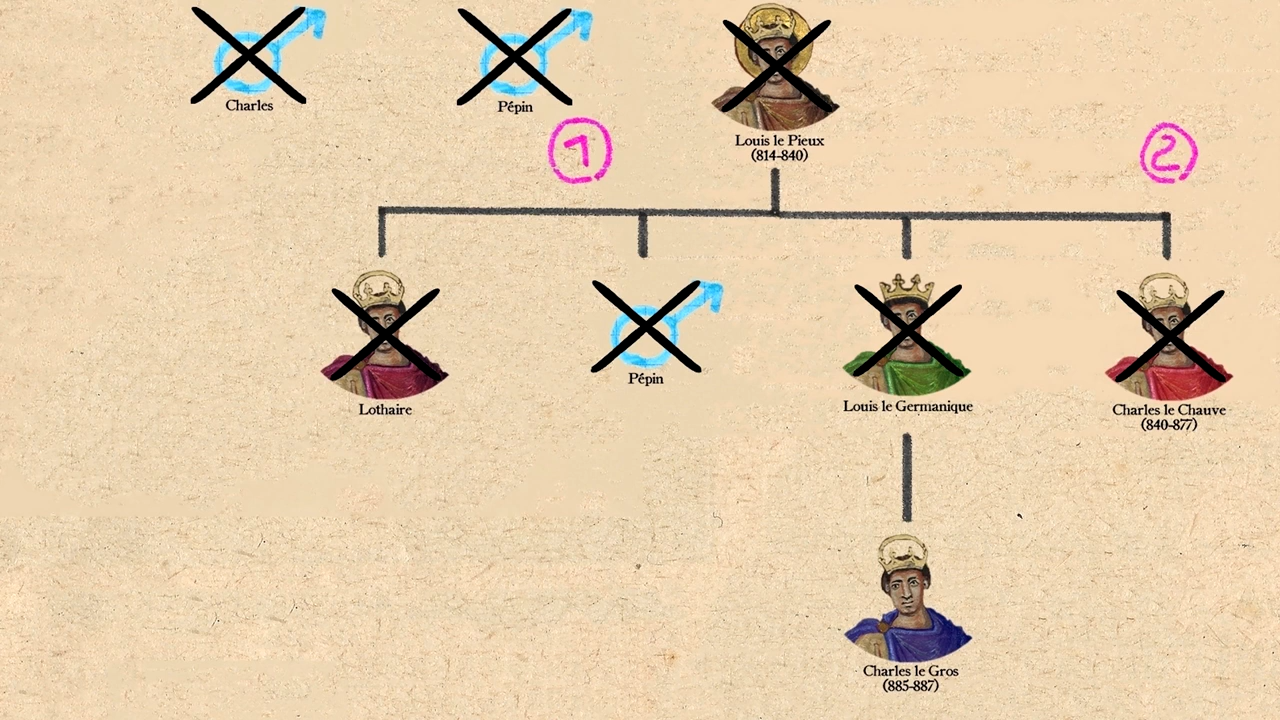 Charles
Pépin
Louis le Pieux
(814-840)
1
2
Lothaire
Pépin
Louis le Germanique
Charles le Chauve
(840-877)
Charles le Gros
(885-887)